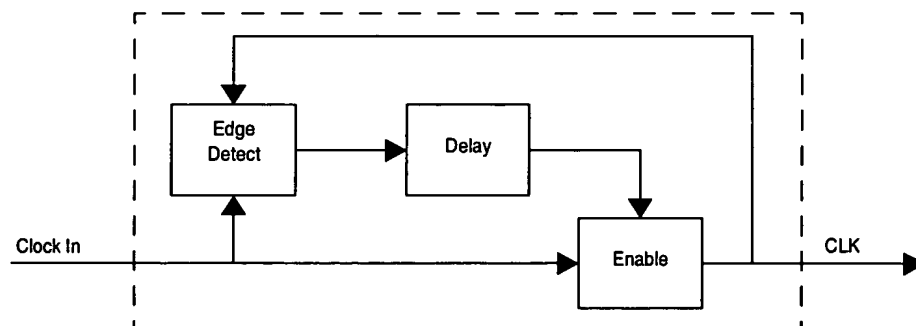 Edge
Detect
Delay
Clock In
Enable
CLK